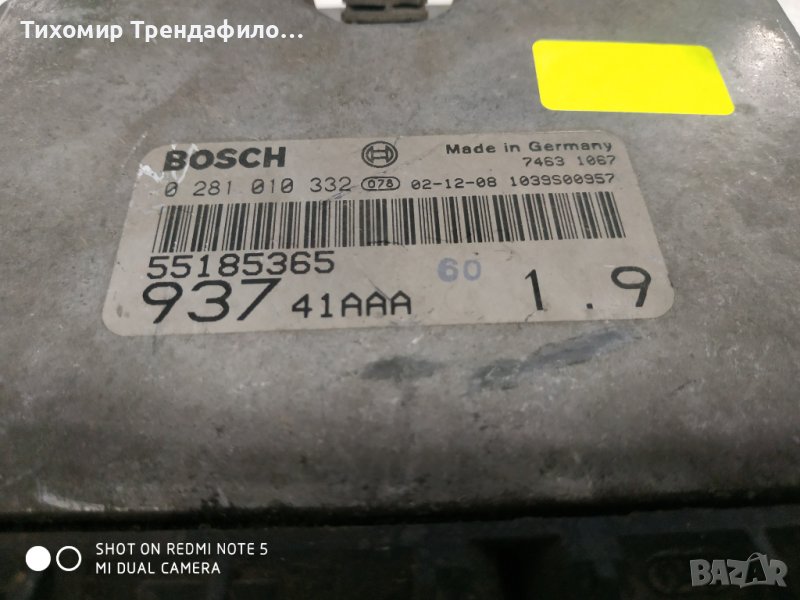 Тихомир Трендафило...
BOSCH
Made in Germany
7463 1067
0 281 010 332 078 02-12-08 1039S00957
55185365
60
937 41AAA 1.9
SHOT ON REDMI NOTE 5
MI DUAL CAMERA
BAZAR